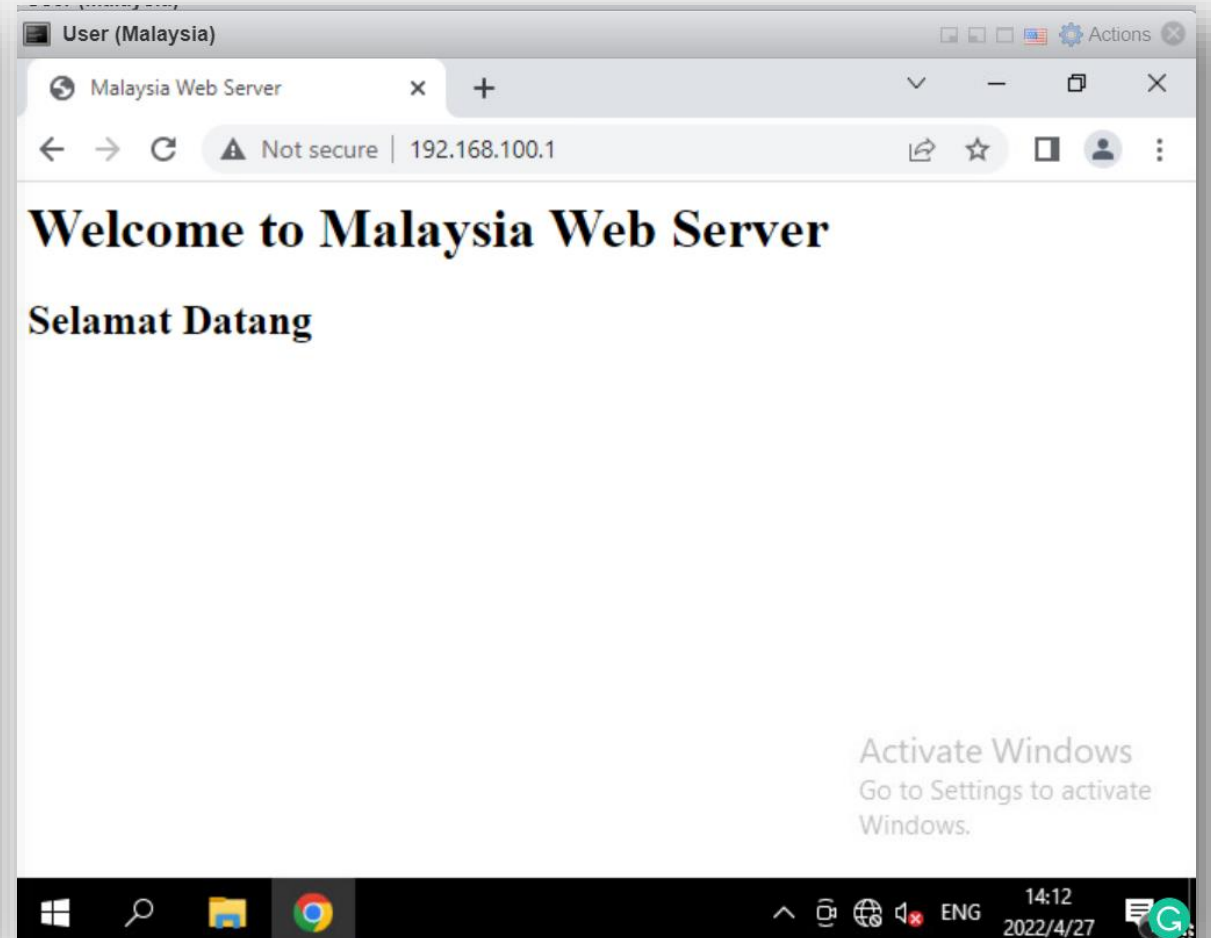 User (Malaysia)
Actions
Malaysia Web Server
Not secure | 192.168.100.1
Welcome to Malaysia Web Server
Selamat Datang
Activate Windows
Go to Settings to activate
Windows.
ENG
14:12
2022/4/27